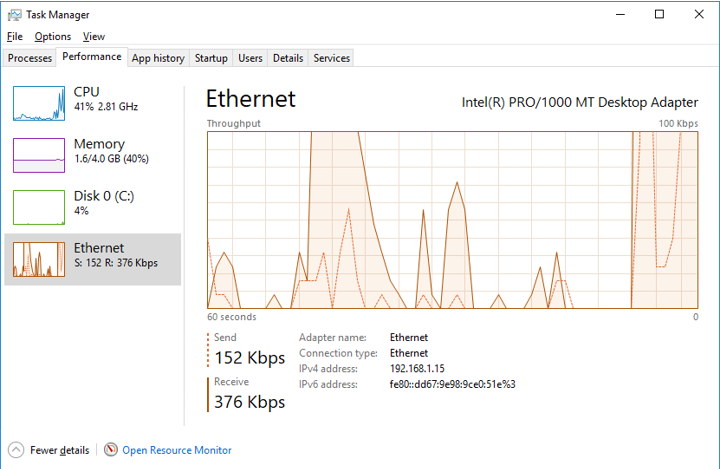 Task Manager
File Options View
Processes Performance App history Startup Users Details Services
CPU
41% 2.81 GHz
Memory
1.6/4.0 GB (40%)
Disk 0 (C:)
4%
Ethernet
S: 152 R: 376 Kbps
Ethernet
Intel(R) PRO/1000 MT Desktop Adapter
Throughput 100 Kbps
60 seconds 0
Send
152 Kbps
Receive
376 Kbps
Adapter name: Ethernet
Connection type: Ethernet
IPv4 address: 192.168.1.15
IPv6 address: fe80::dd67:9e98:9ce0:51e%3
Fewer details Open Resource Monitor